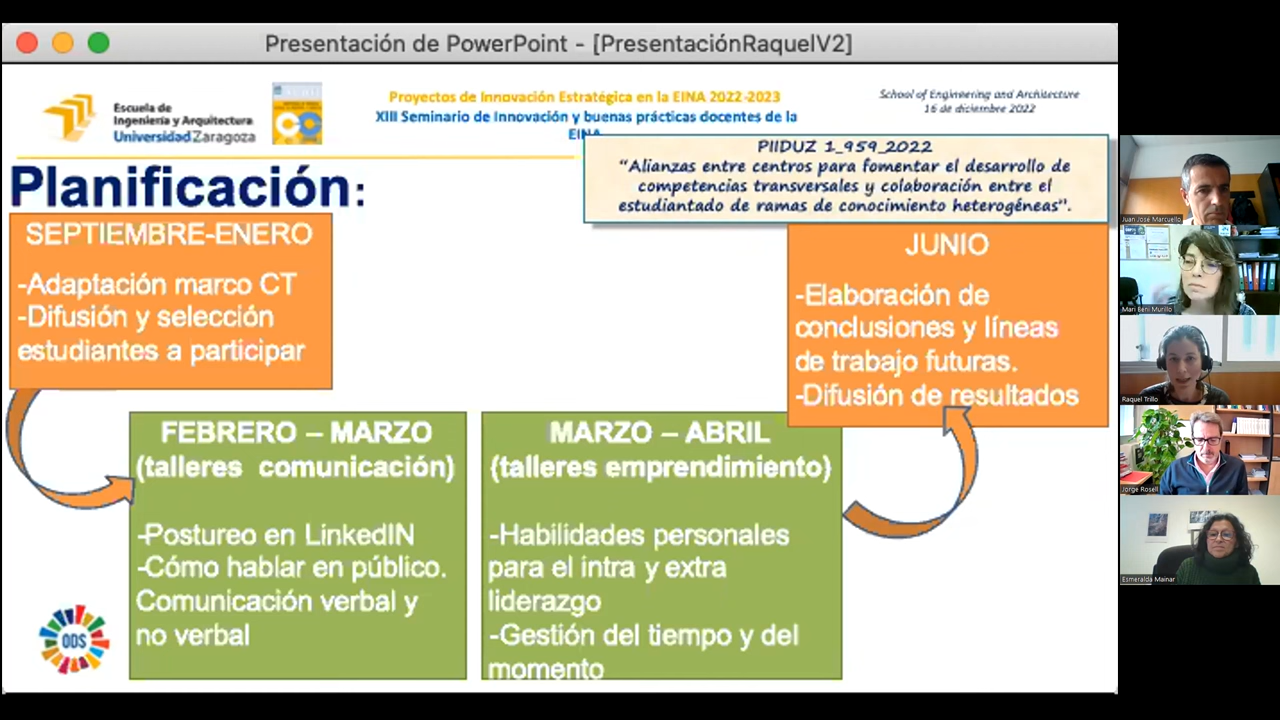 Presentación de PowerPoint - [PresentaciónRaquelV2]
Escuela de
Ingeniería y Arquitectura
Universidad Zaragoza
Proyectos de Innovación Estratégica en la EINA 2022-2023
XIII Seminario de Innovación y buenas prácticas docentes de la
EINA
School of Engineering and Architecture
16 de diciembre 2022
PIIDUZ 1_959_2022
“Alianzas entre centros para fomentar el desarrollo de
competencias transversales y colaboración entre el
estudiantado de ramas de conocimiento heterogéneas”.
Planificación:
SEPTIEMBRE-ENERO
-Adaptación marco CT
-Difusión y selección
estudiantes a participar
FEBRERO – MARZO
(talleres comunicación)
-Postureo en LinkedIN
-Cómo hablar en público.
Comunicación verbal y
no verbal
MARZO – ABRIL
(talleres emprendimiento)
-Habilidades personales
para el intra y extra
liderazgo
-Gestión del tiempo y del
momento
JUNIO
-Elaboración de
conclusiones y líneas
de trabajo futuras.
-Difusión de resultados
ODS
Juan José Marcuello
Mari Beni Murillo
Raquel Trillo
Jorge Rosell
Esmeralda Mainar